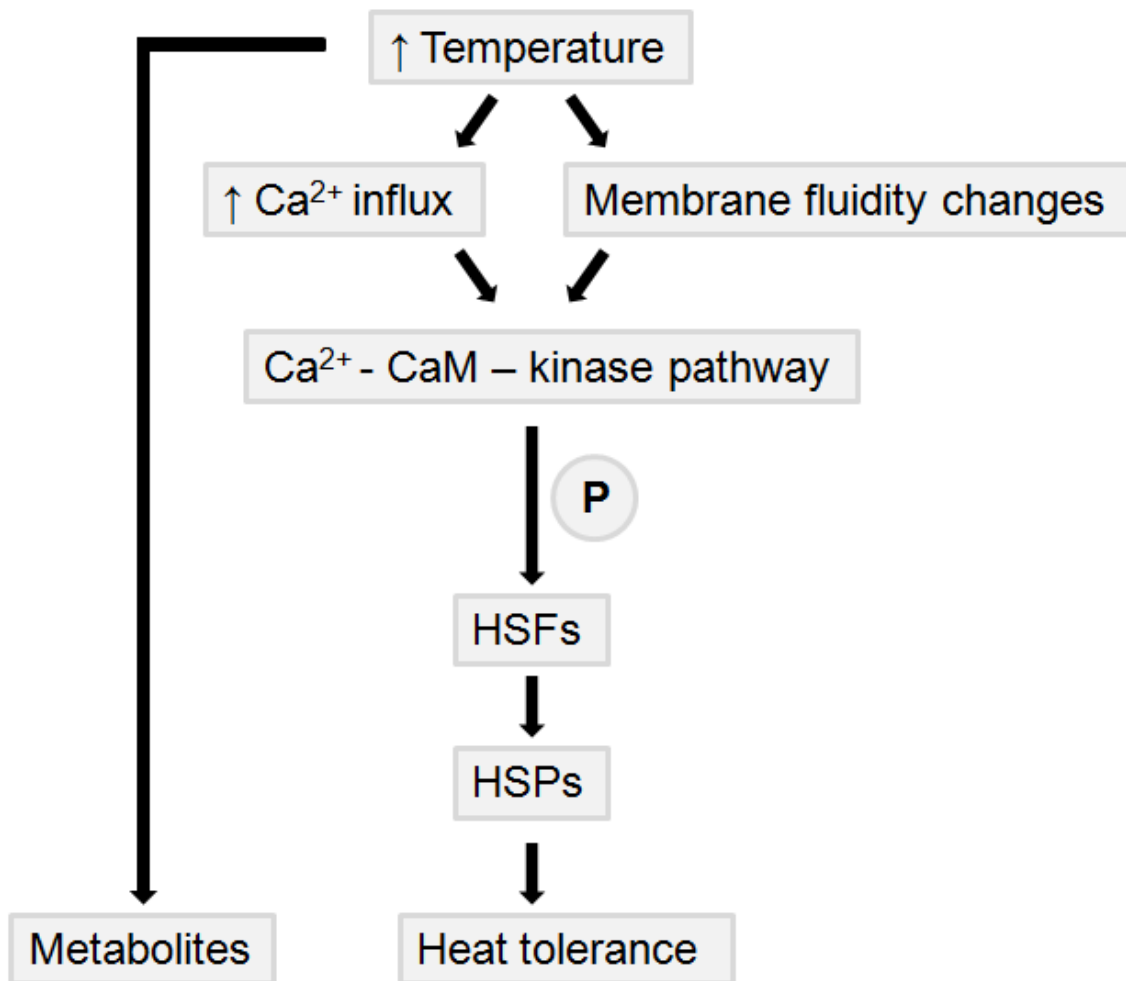 ↑ Temperature
↑ Ca²⁺ influx
Membrane fluidity changes
Ca²⁺ - CaM – kinase pathway
P
HSFs
HSPs
Metabolites
Heat tolerance